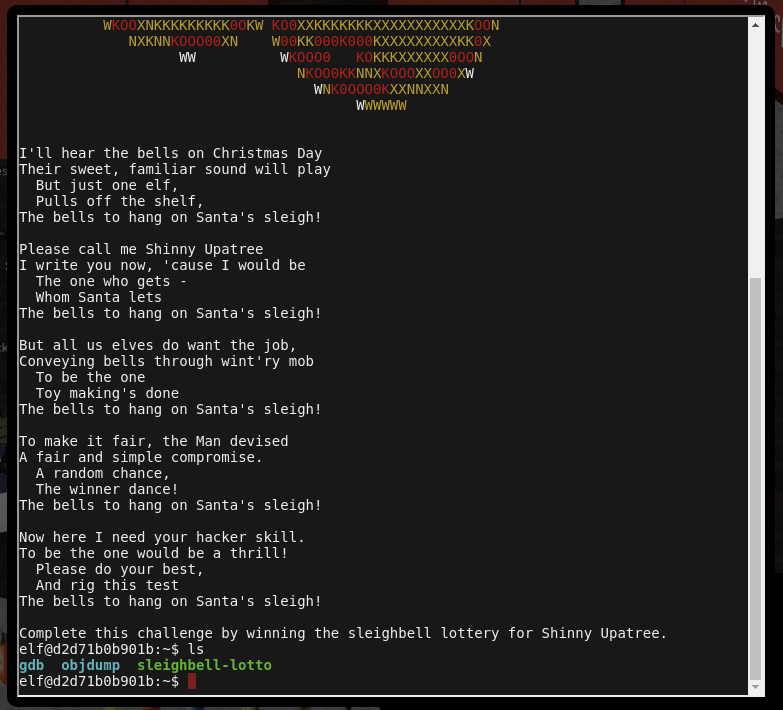 WKOOXNKKKKKKKKK0OKW KO0XXKKKKKKKXXXXXXXXXXXKOON
NXKNNKOOO00XN    W00KK000K000KXXXXXXXXXKK0X
WW          WKOOO0   KOKKKXXXXXX0OON
NKOO0KKNNXKOOOXXOO0XW
WNK0OOO0KXXNNXXN
WWWWWW
I'll hear the bells on Christmas Day
Their sweet, familiar sound will play
But just one elf,
Pulls off the shelf,
The bells to hang on Santa's sleigh!
Please call me Shinny Upatree
I write you now, 'cause I would be
The one who gets -
Whom Santa lets
The bells to hang on Santa's sleigh!
But all us elves do want the job,
Conveying bells through wint'ry mob
To be the one
Toy making's done
The bells to hang on Santa's sleigh!
To make it fair, the Man devised
A fair and simple compromise.
A random chance,
The winner dance!
The bells to hang on Santa's sleigh!
Now here I need your hacker skill.
To be the one would be a thrill!
Please do your best,
And rig this test
The bells to hang on Santa's sleigh!
Complete this challenge by winning the sleighbell lottery for Shinny Upatree.
elf@d2d71b0b901b:~$ ls
gdb  objdump  sleighbell-lotto
elf@d2d71b0b901b:~$